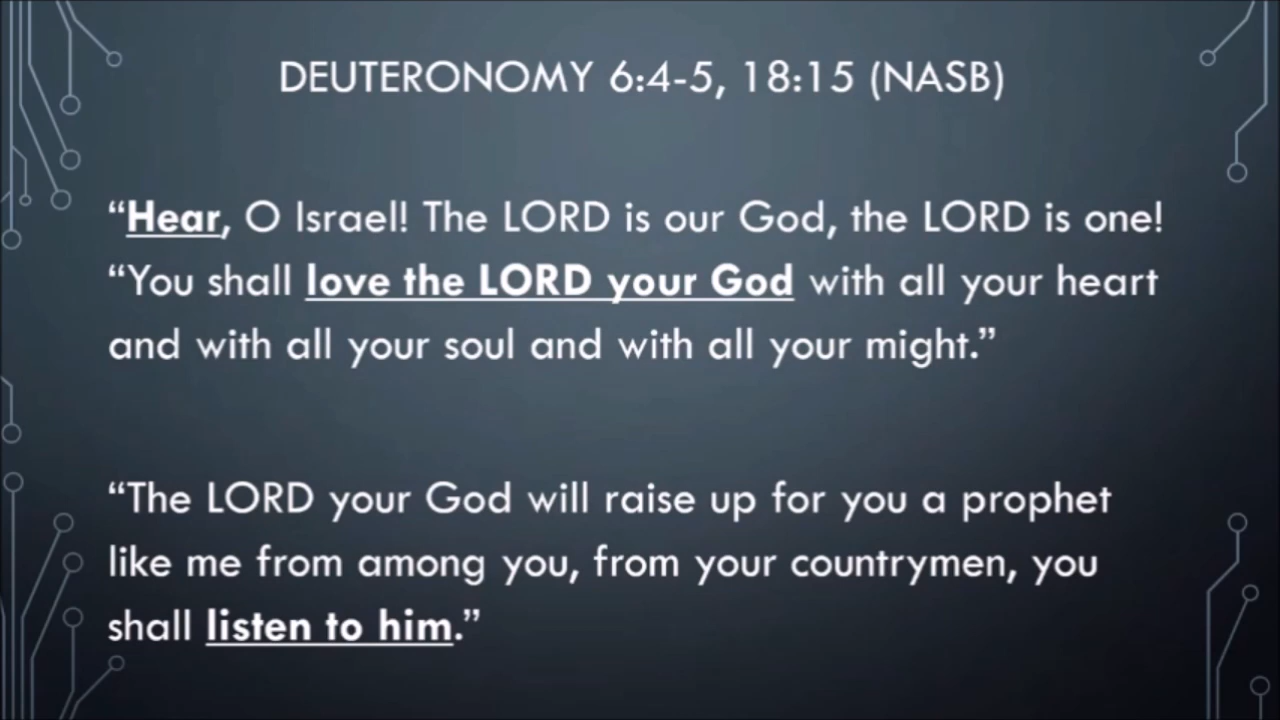 DEUTERONOMY 6:4-5, 18:15 (NASB)
“Hear, O Israel! The LORD is our God, the LORD is one!
“You shall love the LORD your God with all your heart
and with all your soul and with all your might.”
“The LORD your God will raise up for you a prophet
like me from among you, from your countrymen, you
shall listen to him.”